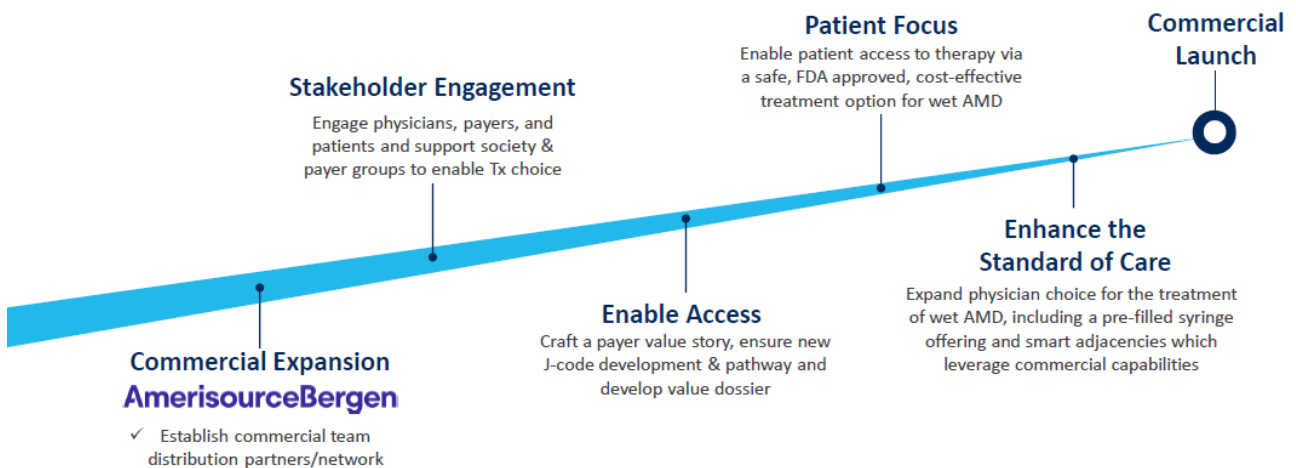 Commercial Expansion
AmerisourceBergen
✓ Establish commercial team
distribution partners/network
Stakeholder Engagement
Engage physicians, payers, and
patients and support society &
payer groups to enable Tx choice
Enable Access
Craft a payer value story, ensure new
J-code development & pathway and
develop value dossier
Patient Focus
Enable patient access to therapy via
a safe, FDA approved, cost-effective
treatment option for wet AMD
Enhance the
Standard of Care
Expand physician choice for the treatment
of wet AMD, including a pre-filled syringe
offering and smart adjacencies which
leverage commercial capabilities
Commercial
Launch